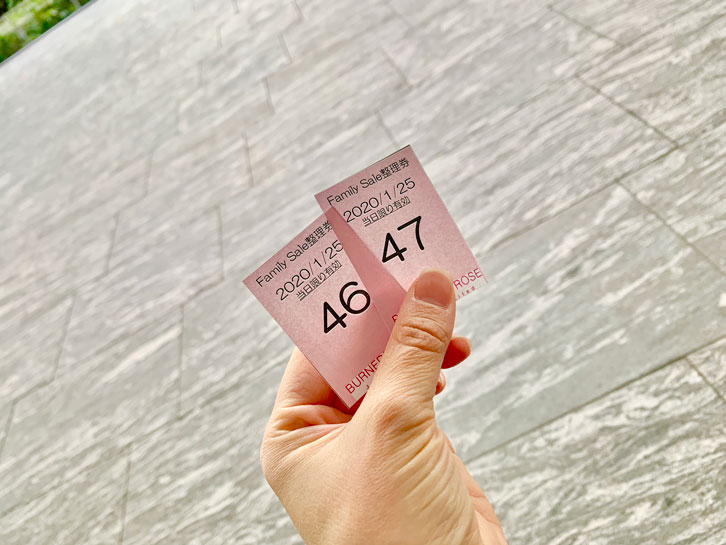 Family Sale整理券
2020/1/25
当日限り有効
46
BURNE
Family Sale整理券
2020/1/25
当日限り有効
47
ROSE